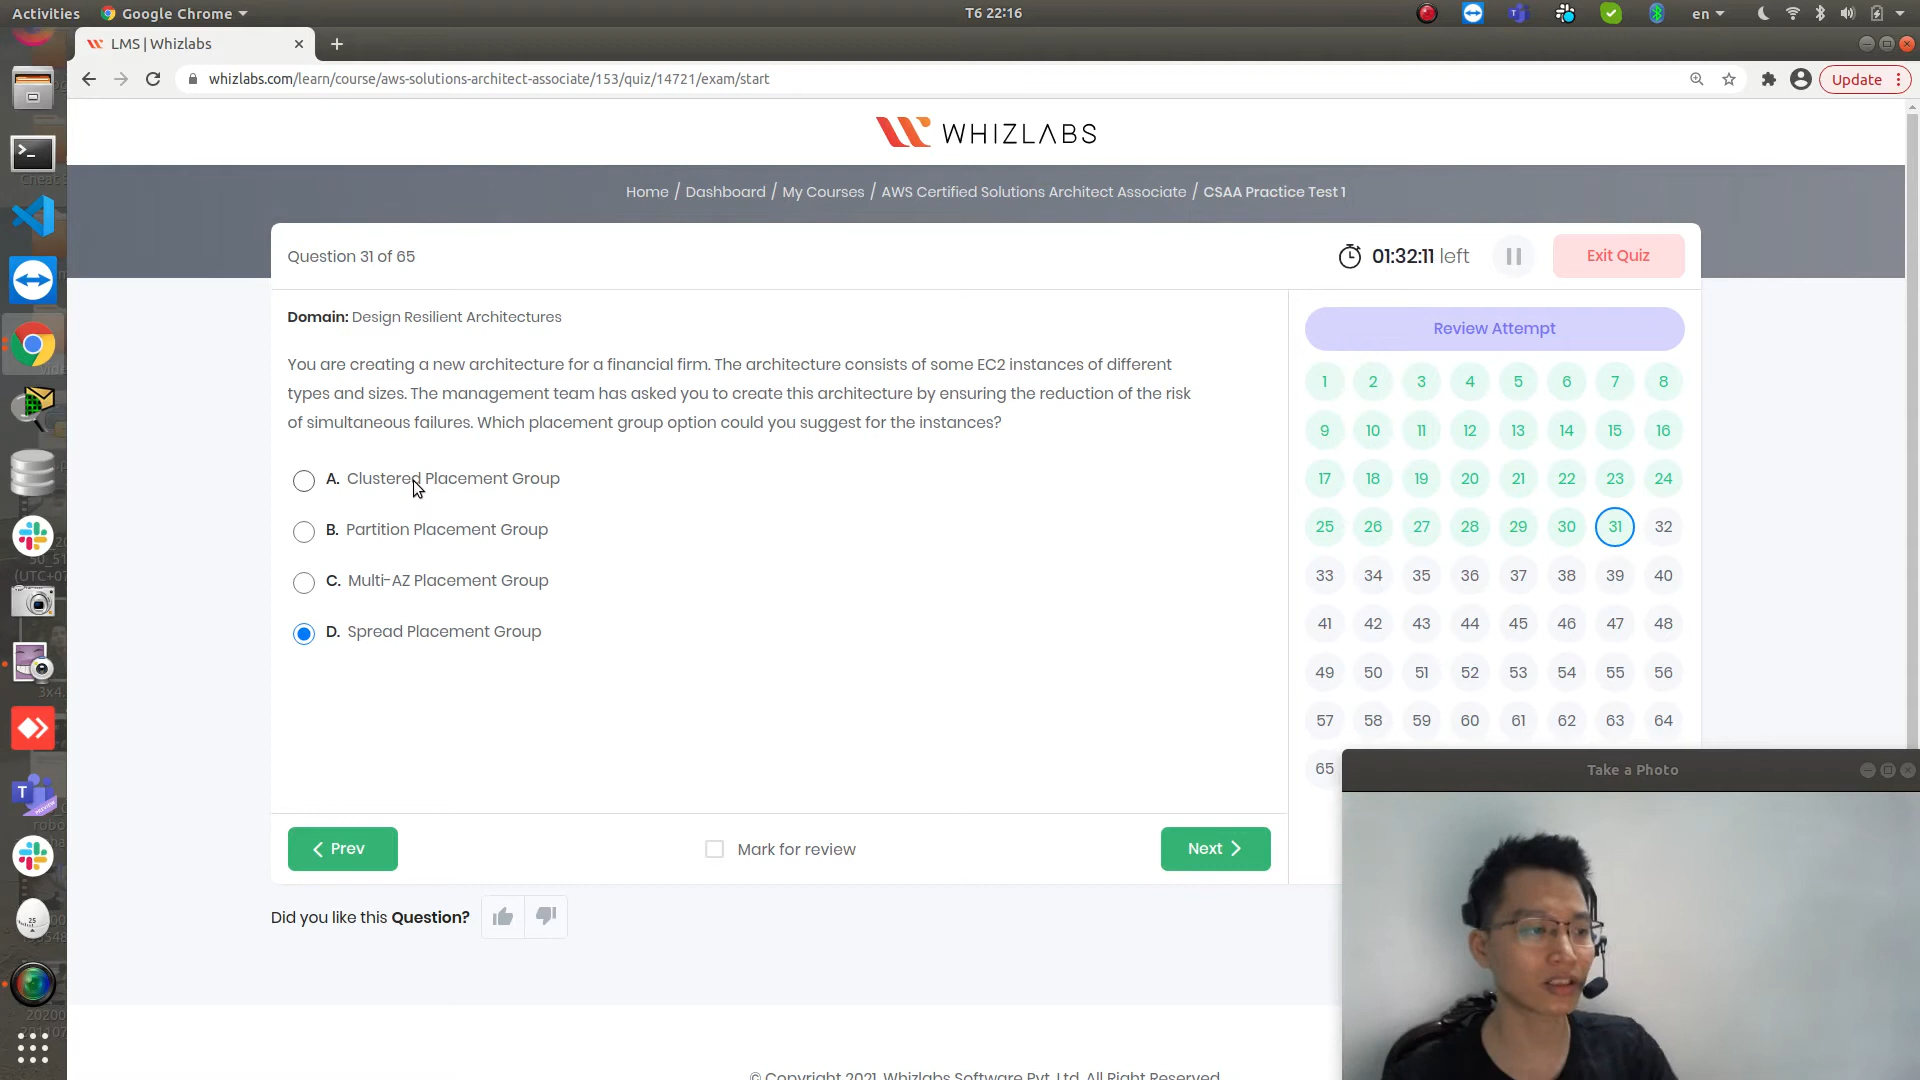 Activities
Google Chrome
T6 22:16
en
LMS | Whizlabs
whizlabs.com/learn/course/aws-solutions-architect-associate/153/quiz/14721/exam/start
Update
WHIZLABS
Home / Dashboard / My Courses / AWS Certified Solutions Architect Associate / CSAA Practice Test 1
Question 31 of 65
01:32:11 left
Exit Quiz
Domain: Design Resilient Architectures
You are creating a new architecture for a financial firm. The architecture consists of some EC2 instances of different
types and sizes. The management team has asked you to create this architecture by ensuring the reduction of the risk
of simultaneous failures. Which placement group option could you suggest for the instances?
A. Clustered Placement Group
B. Partition Placement Group
C. Multi-AZ Placement Group
D. Spread Placement Group
Review Attempt
1 2 3 4 5 6 7 8
9 10 11 12 13 14 15 16
17 18 19 20 21 22 23 24
25 26 27 28 29 30 31 32
33 34 35 36 37 38 39 40
41 42 43 44 45 46 47 48
49 50 51 52 53 54 55 56
57 58 59 60 61 62 63 64
65
Prev
Mark for review
Next
Did you like this Question?
Take a Photo
© Copyright 2021. Whizlabs Software Pvt. Ltd. All Right Reserved